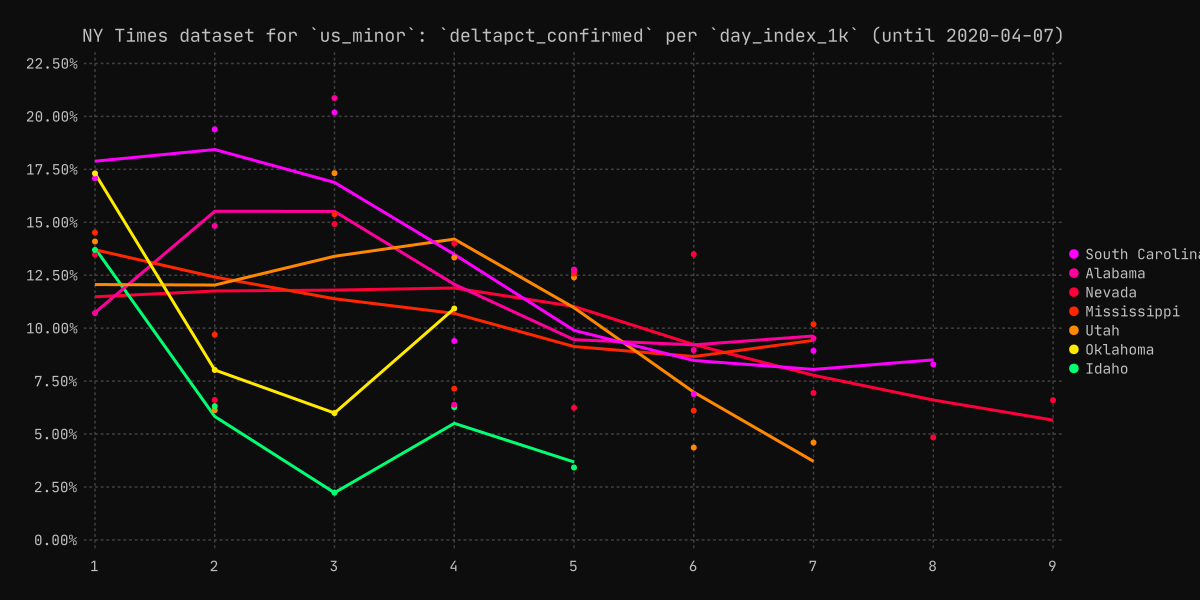 NY Times dataset for `us_minor`: `deltapct_confirmed` per `day_index_1k` (until 2020-04-07)
22.50%
20.00%
17.50%
15.00%
12.50%
10.00%
7.50%
5.00%
2.50%
0.00%
1 2 3 4 5 6 7 8 9
South Carolina
Alabama
Nevada
Mississippi
Utah
Oklahoma
Idaho